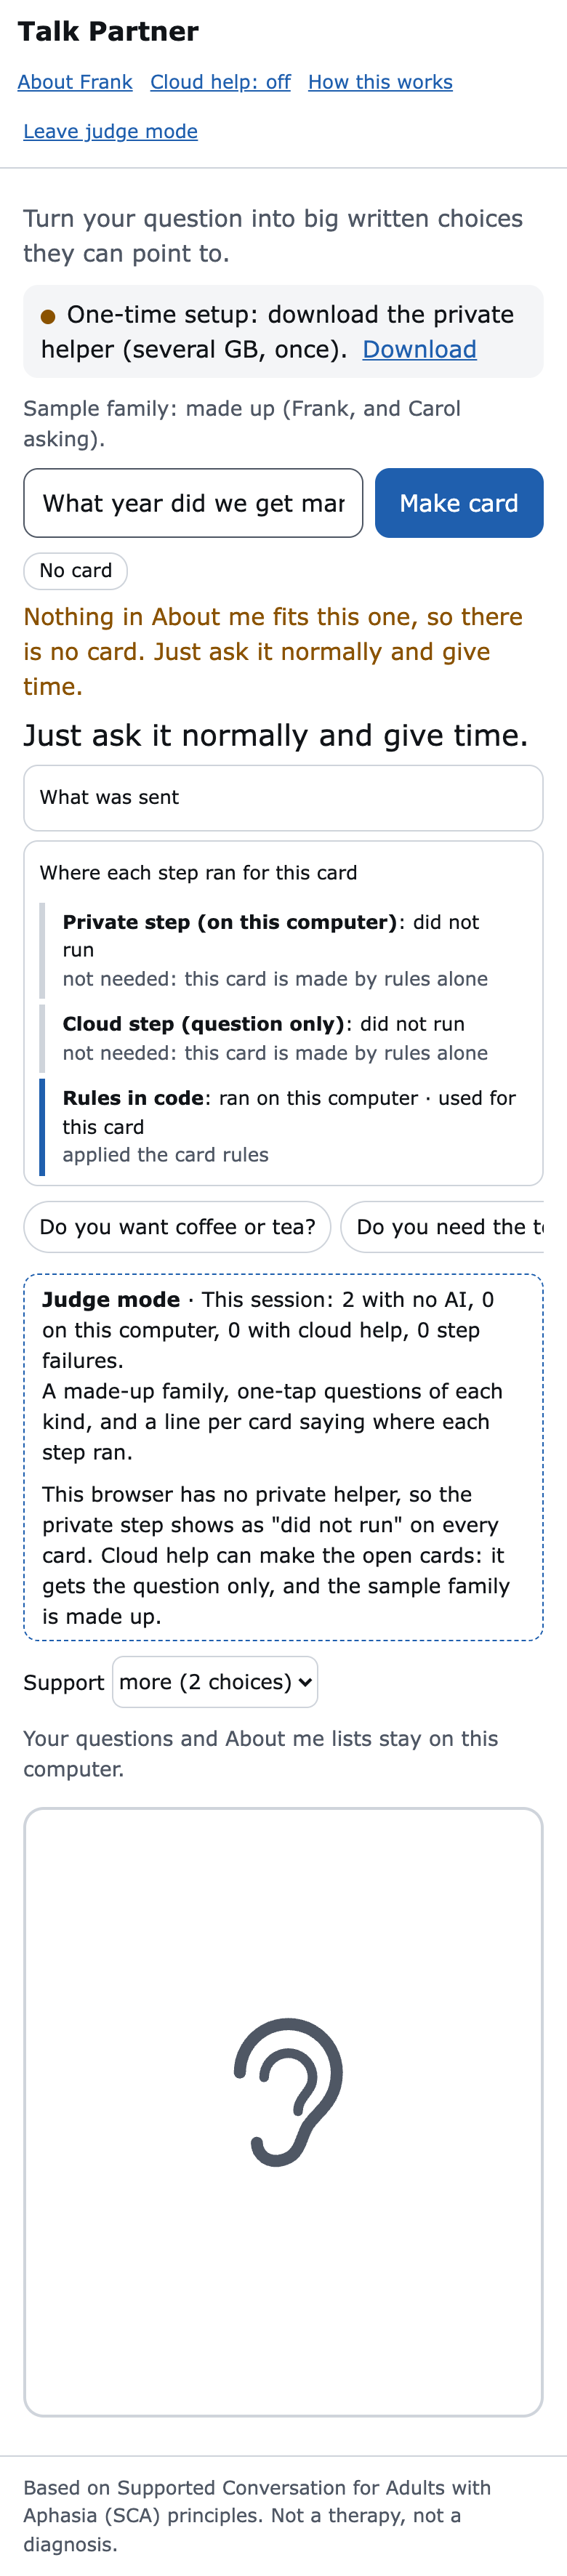 Talk Partner
About Frank Cloud help: off How this works
Leave judge mode
Turn your question into big written choices
they can point to.
One-time setup: download the private
helper (several GB, once). Download
Sample family: made up (Frank, and Carol
asking).
What year did we get mar Make card
No card
Nothing in About me fits this one, so there
is no card. Just ask it normally and give
time.
Just ask it normally and give time.
What was sent
Where each step ran for this card
Private step (on this computer): did not
run
not needed: this card is made by rules alone
Cloud step (question only): did not run
not needed: this card is made by rules alone
Rules in code: ran on this computer · used for
this card
applied the card rules
Do you want coffee or tea? Do you need the t
Judge mode · This session: 2 with no AI, 0
on this computer, 0 with cloud help, 0 step
failures.
A made-up family, one-tap questions of each
kind, and a line per card saying where each
step ran.
This browser has no private helper, so the
private step shows as "did not run" on every
card. Cloud help can make the open cards: it
gets the question only, and the sample family
is made up.
Support more (2 choices)
Your questions and About me lists stay on this
computer.
Based on Supported Conversation for Adults with
Aphasia (SCA) principles. Not a therapy, not a
diagnosis.